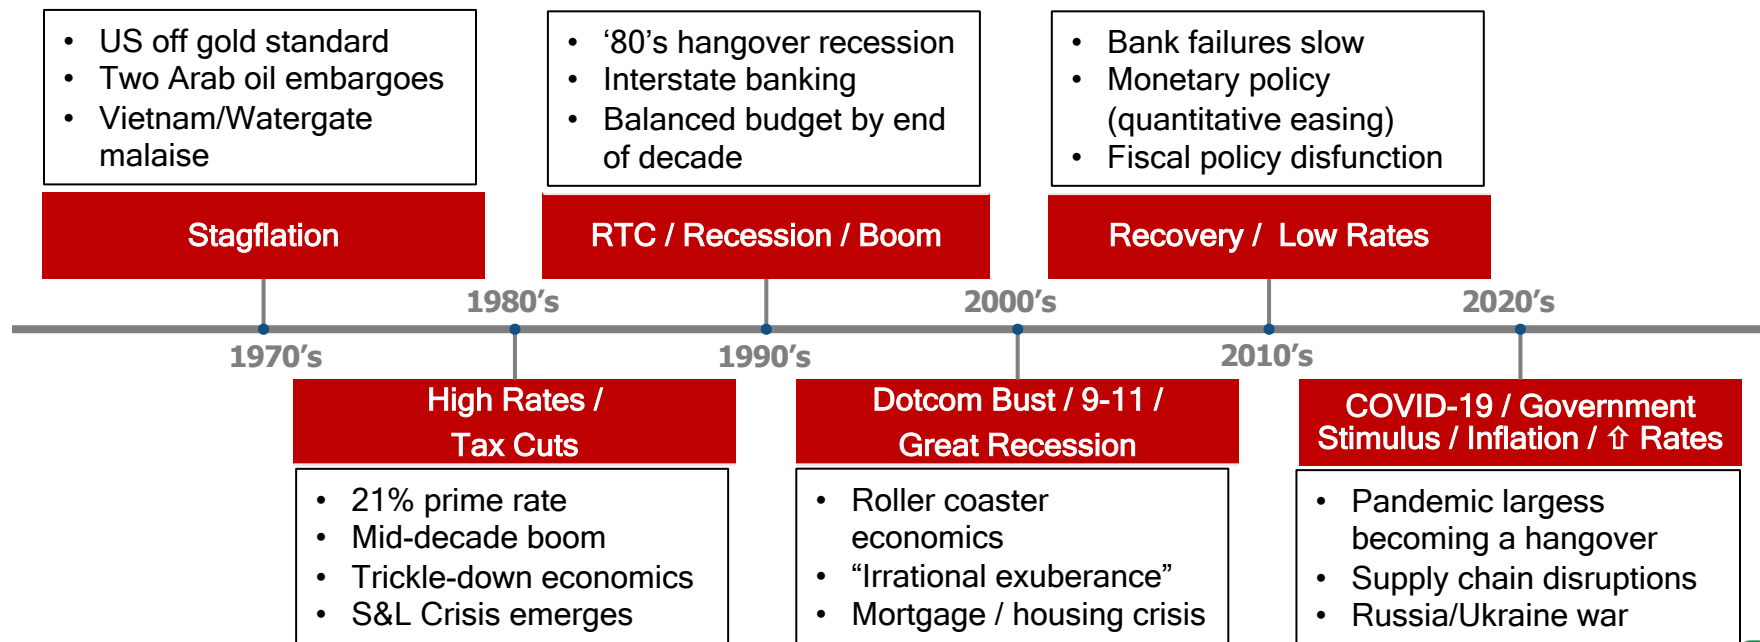 • US off gold standard
• Two Arab oil embargoes
• Vietnam/Watergate
malaise
Stagflation
1970’s
• ‘80’s hangover recession
• Interstate banking
• Balanced budget by end
of decade
RTC / Recession / Boom
1990’s
• Bank failures slow
• Monetary policy
(quantitative easing)
• Fiscal policy disfunction
Recovery / Low Rates
2010’s
1980’s
High Rates /
Tax Cuts
• 21% prime rate
• Mid-decade boom
• Trickle-down economics
• S&L Crisis emerges
2000’s
Dotcom Bust / 9-11 /
Great Recession
• Roller coaster
economics
• “Irrational exuberance”
• Mortgage / housing crisis
2020’s
COVID-19 / Government
Stimulus / Inflation / ⇧ Rates
• Pandemic largess
becoming a hangover
• Supply chain disruptions
• Russia/Ukraine war